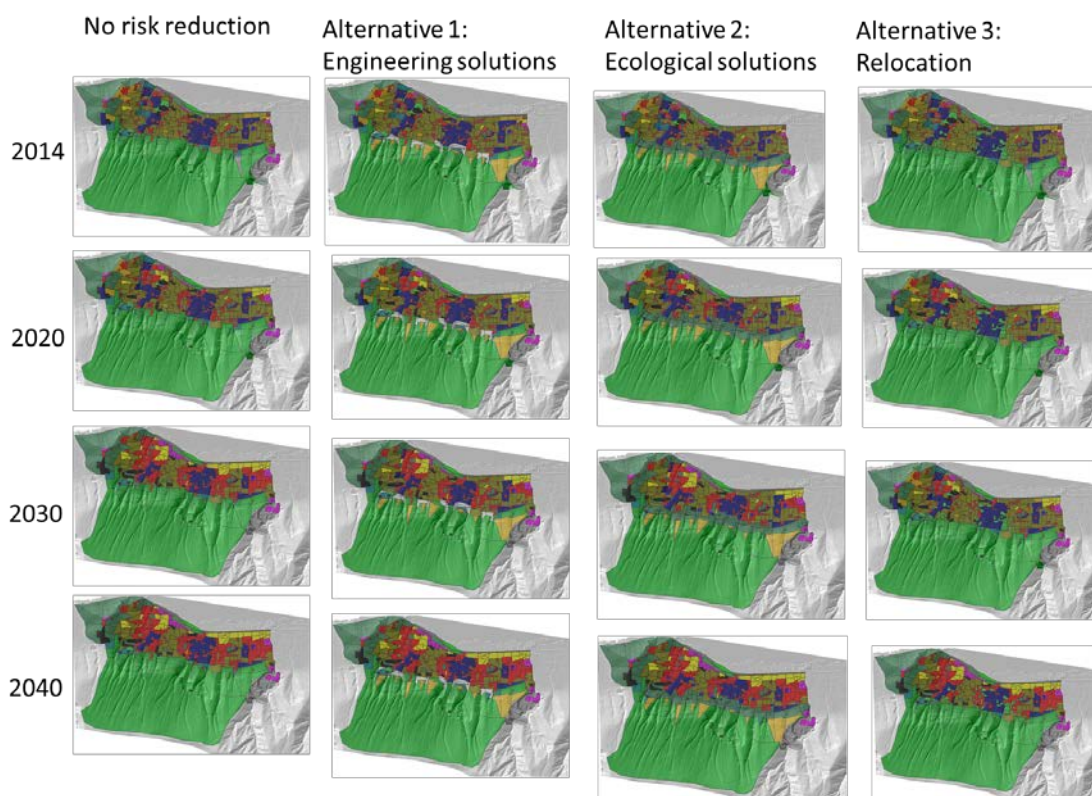 No risk reduction
Alternative 1:
Engineering solutions
Alternative 2:
Ecological solutions
Alternative 3:
Relocation
2014
2020
2030
2040